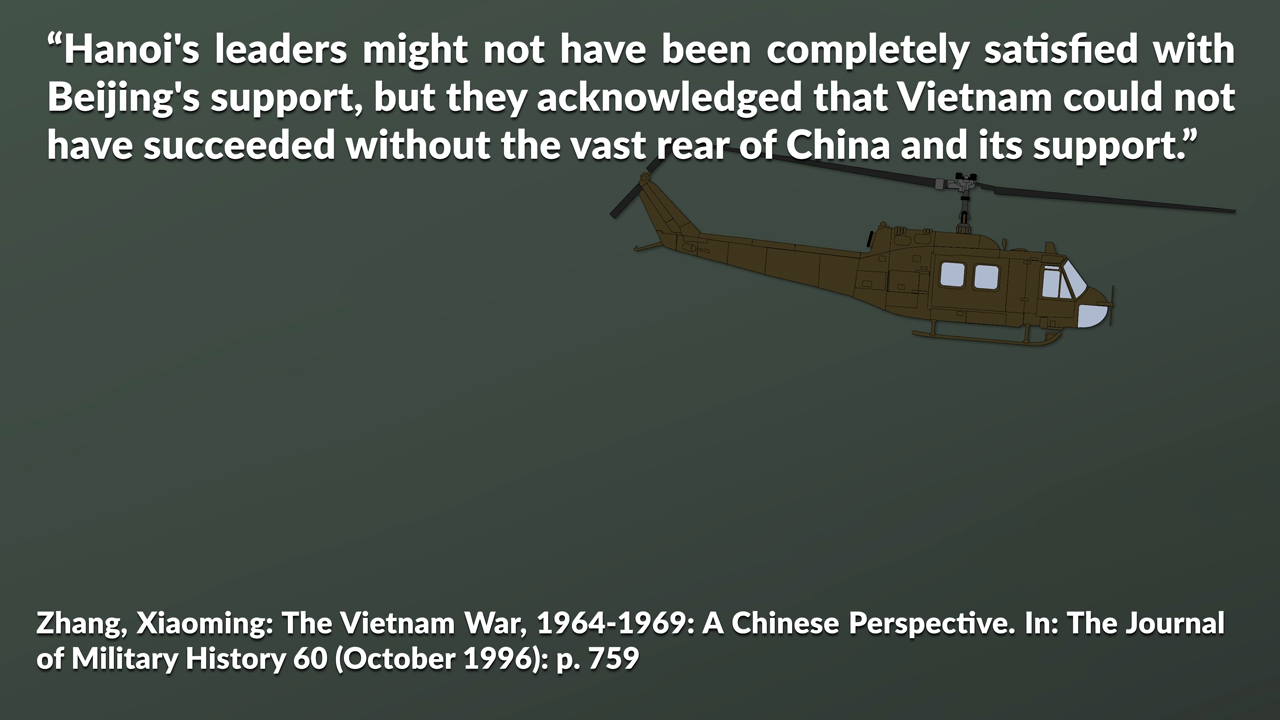 “Hanoi's leaders might not have been completely satisfied with
Beijing's support, but they acknowledged that Vietnam could not
have succeeded without the vast rear of China and its support.”
Zhang, Xiaoming: The Vietnam War, 1964-1969: A Chinese Perspective. In: The Journal
of Military History 60 (October 1996): p. 759